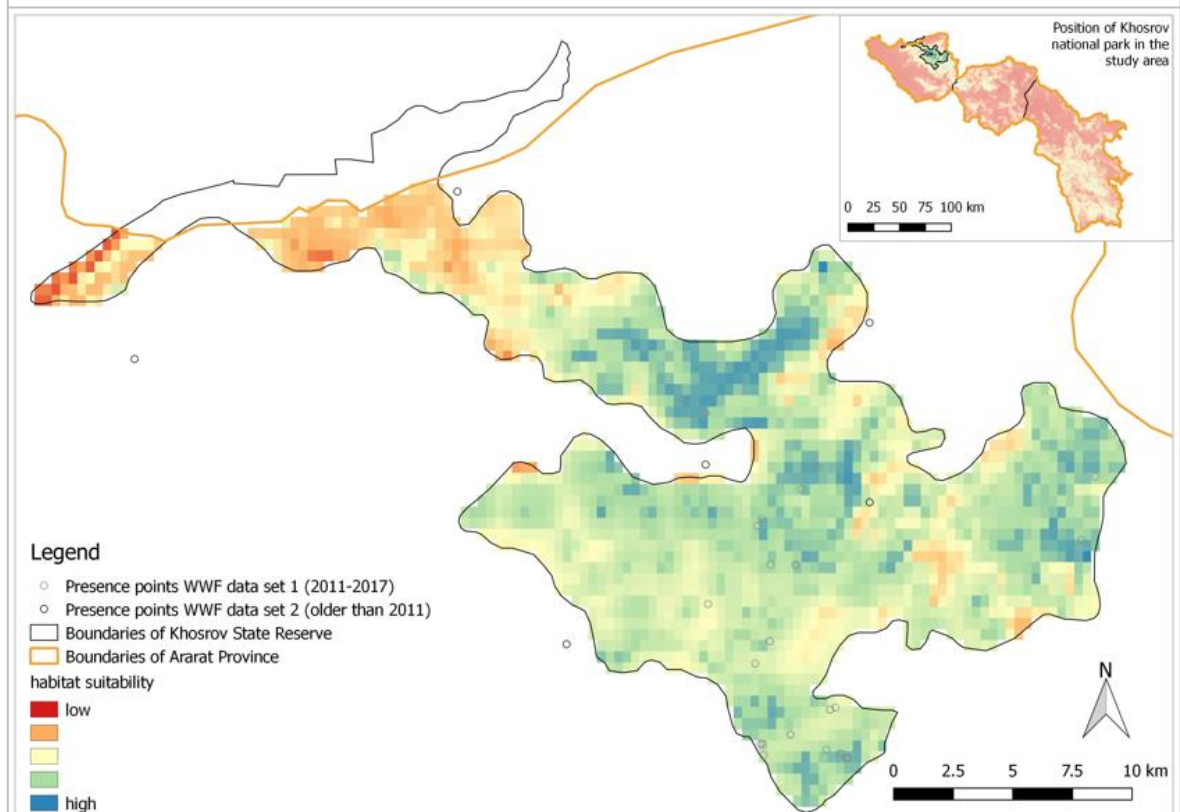 Position of Khosrov
national park in the
study area
0 25 50 75 100 km
Legend
Presence points WWF data set 1 (2011-2017)
Presence points WWF data set 2 (older than 2011)
Boundaries of Khosrov State Reserve
Boundaries of Ararat Province
habitat suitability
low
high
N
0 2.5 5 7.5 10 km